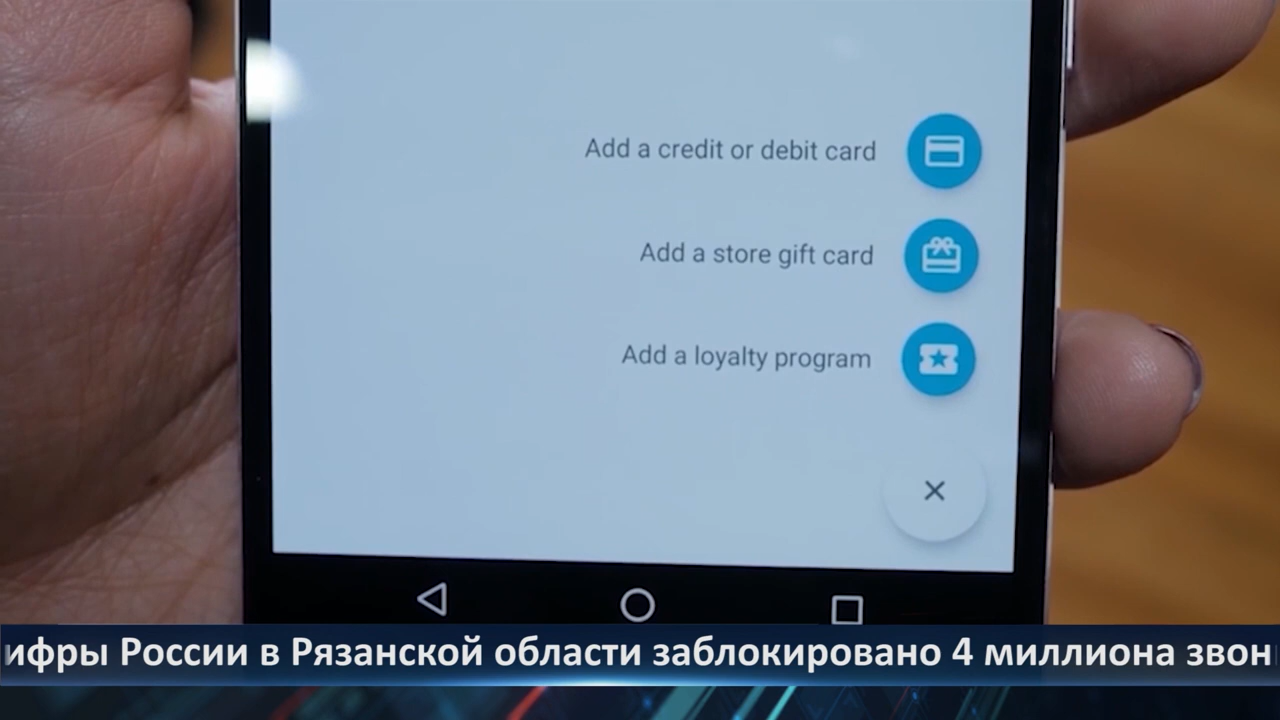 Add a credit or debit card
Add a store gift card
Add a loyalty program
ифры России в Рязанской области заблокировано 4 миллиона звон